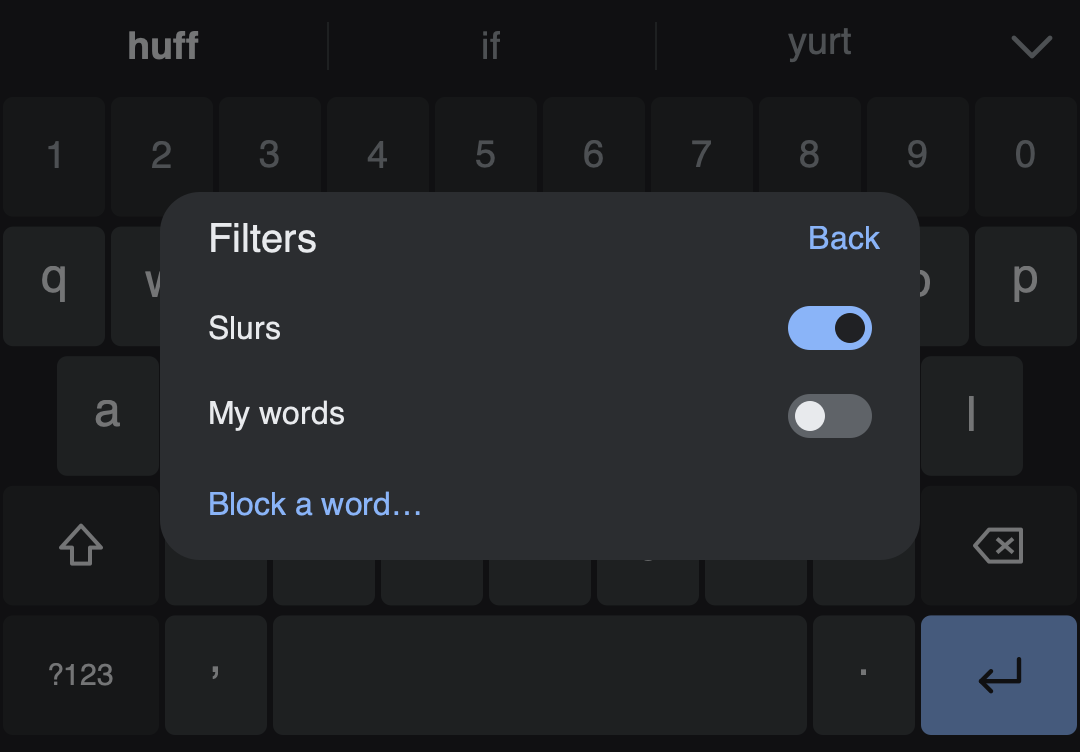 huff if yurt
1 2 3 4 5 6 7 8 9 0
Filters Back
q p
Slurs
a l
My words
Block a word…
?123 , .